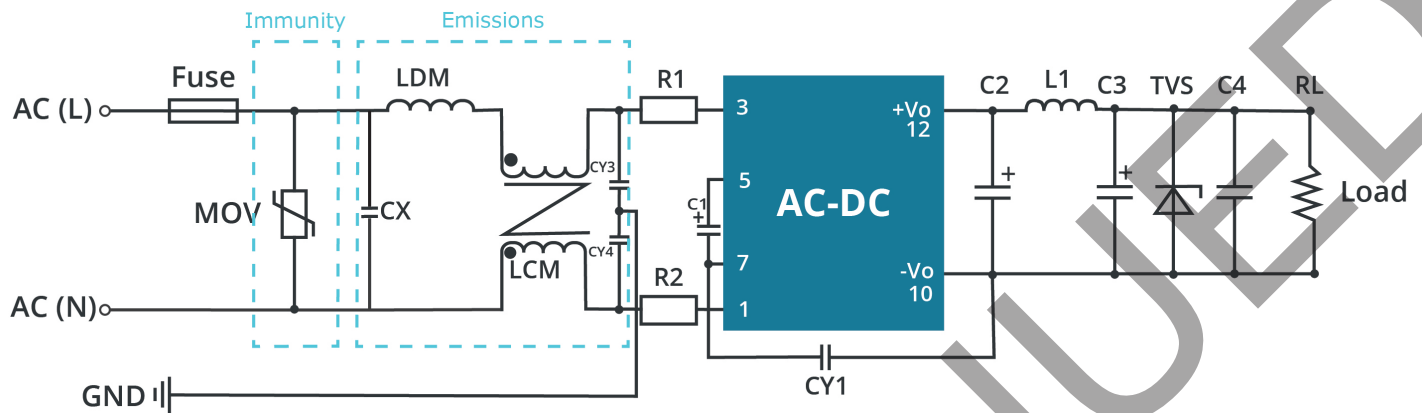 Immunity
Emissions
Fuse
LDM
R1
C2
L1
C3
TVS
C4
RL
AC (L)
3
+Vo
12
CY3
5
MOV
CX
C1
+
AC-DC
+
+
Load
CY4
LCM
R2
7
-Vo
10
AC (N)
1
CY1
GND